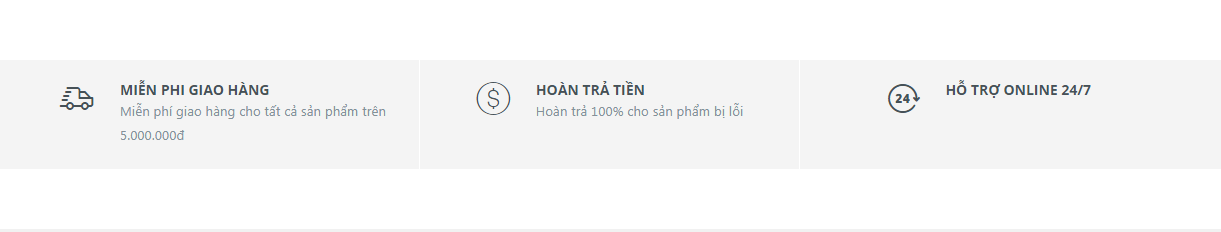 MIỄN PHI GIAO HÀNG
Miễn phí giao hàng cho tất cả sản phẩm trên
5.000.000đ
HOÀN TRẢ TIỀN
Hoàn trả 100% cho sản phẩm bị lỗi
24
HỖ TRỢ ONLINE 24/7